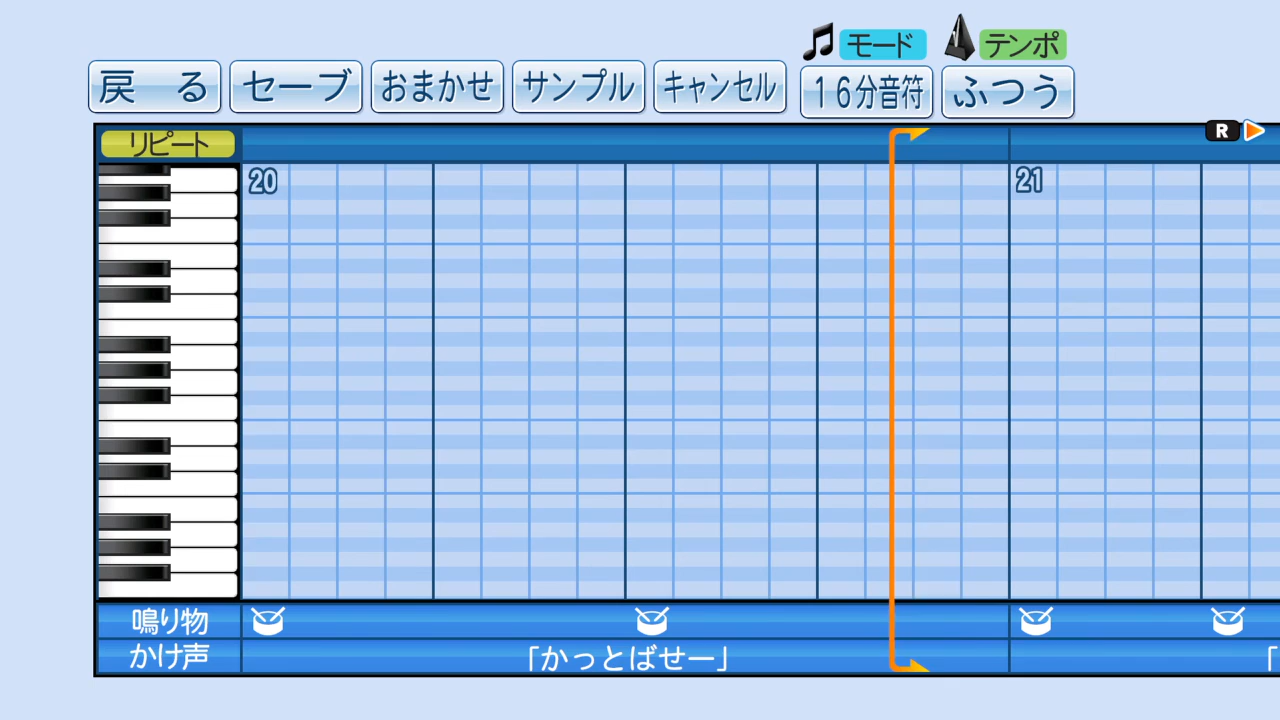 モード テンポ
戻る セーブ おまかせ サンプル キャンセル 16分音符 ふつう
リピート R
20 21
鳴り物
かけ声 「かっとばせー」 「